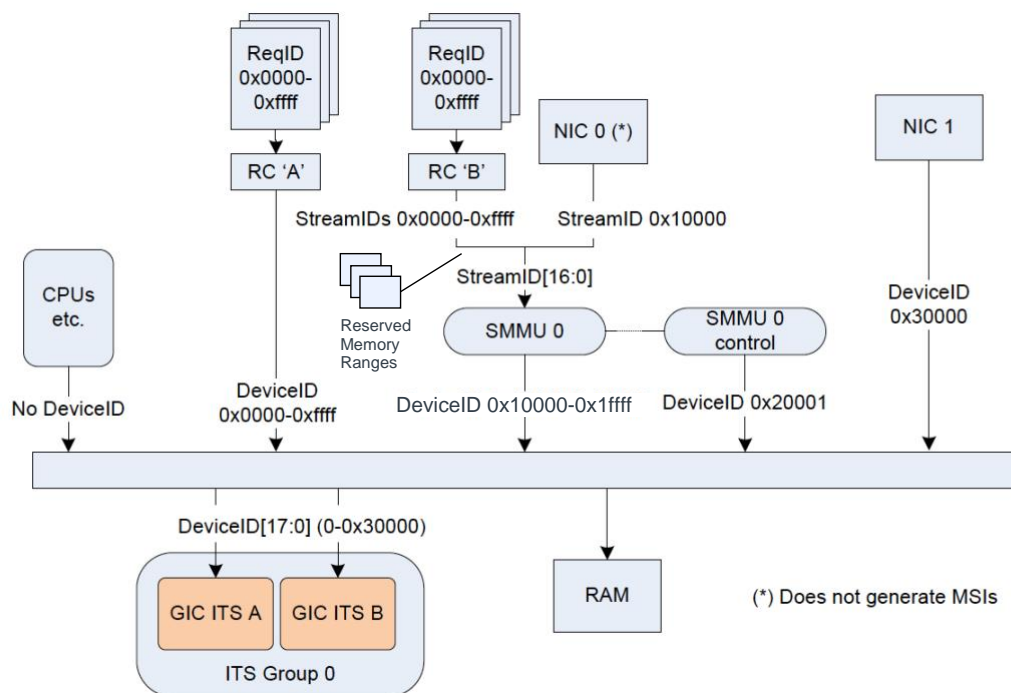 ReqID
0x0000-
0xffff
ReqID
0x0000-
0xffff
NIC 0 (*)
NIC 1
RC ‘A’
RC ‘B’
StreamIDs 0x0000-0xffff
StreamID 0x10000
StreamID[16:0]
CPUs
etc.
Reserved
Memory
Ranges
SMMU 0
SMMU 0
control
DeviceID
0x30000
No DeviceID
DeviceID
0x0000-0xffff
DeviceID 0x10000-0x1ffff
DeviceID 0x20001
DeviceID[17:0] (0-0x30000)
GIC ITS A
GIC ITS B
ITS Group 0
RAM
(*) Does not generate MSIs